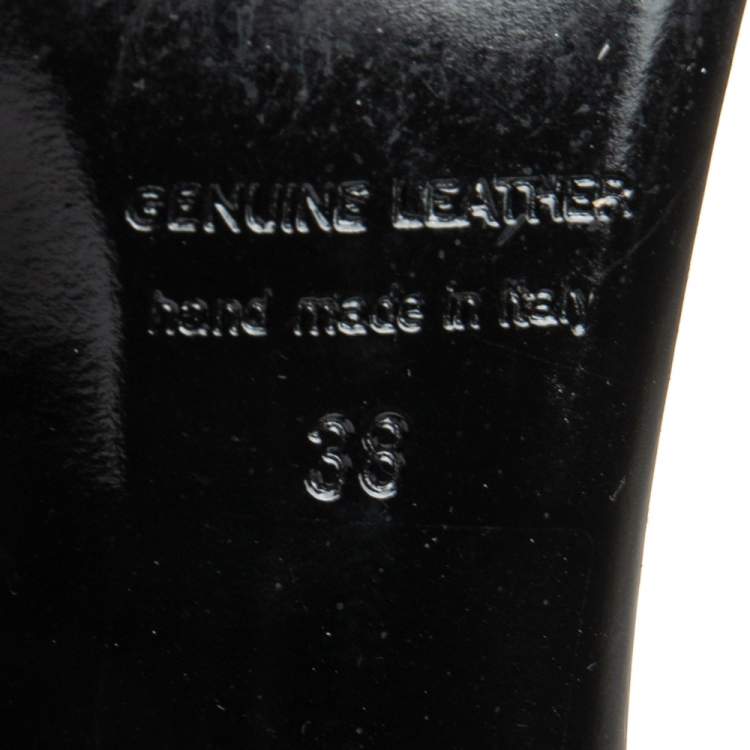 GENUINE LEATHER
hand made in Italy
38